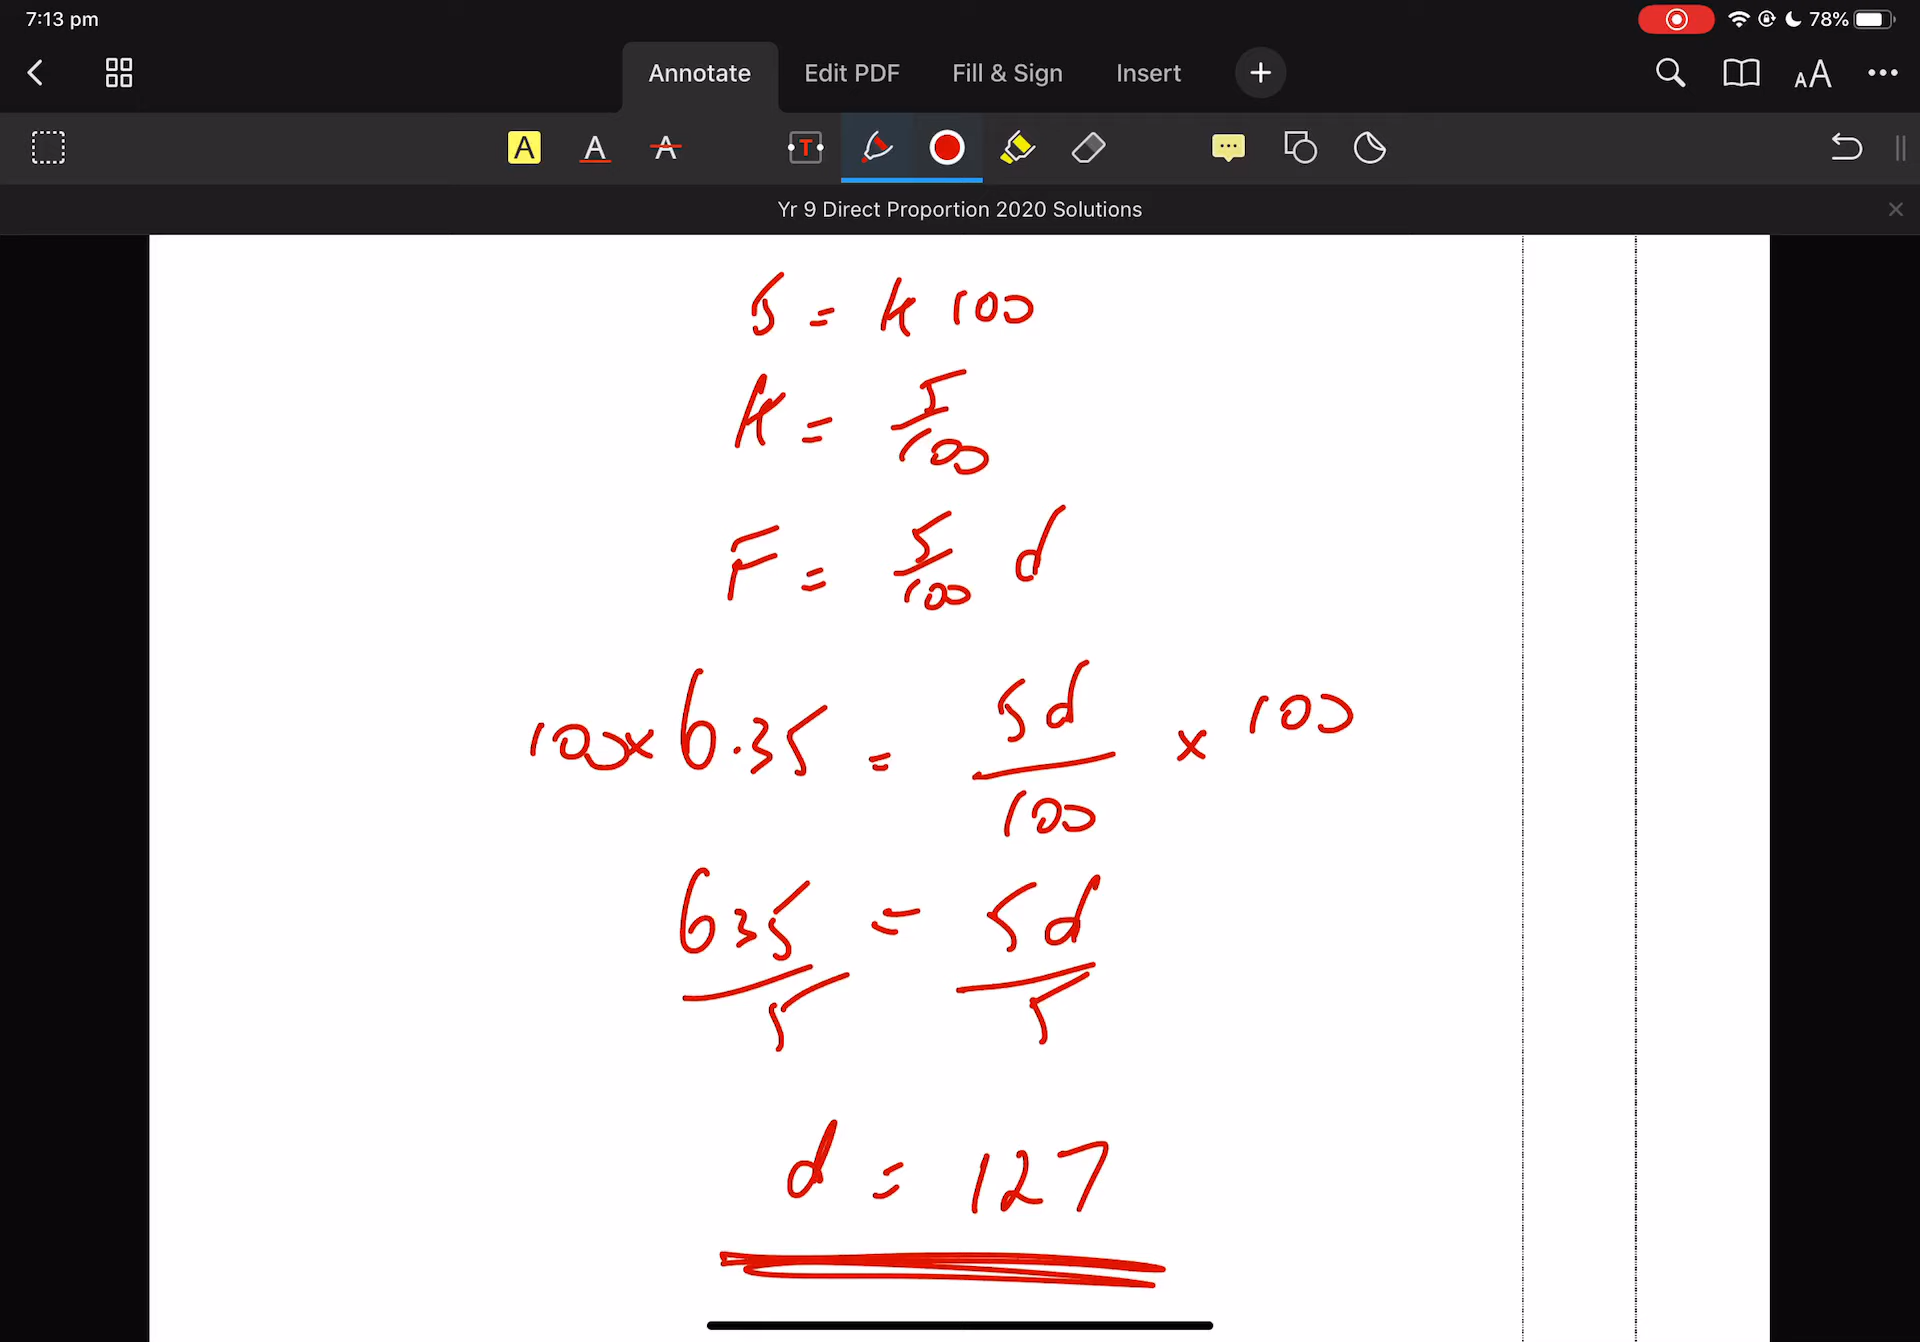 7:13 pm
78%
Annotate Edit PDF Fill & Sign Insert +
AA
A A A T
Yr 9 Direct Proportion 2020 Solutions
5 = k 100
k = 5/100
F = 5/100 d
100 x 6.35 = 5d/100 x 100
635/5 = 5d/5
d = 127